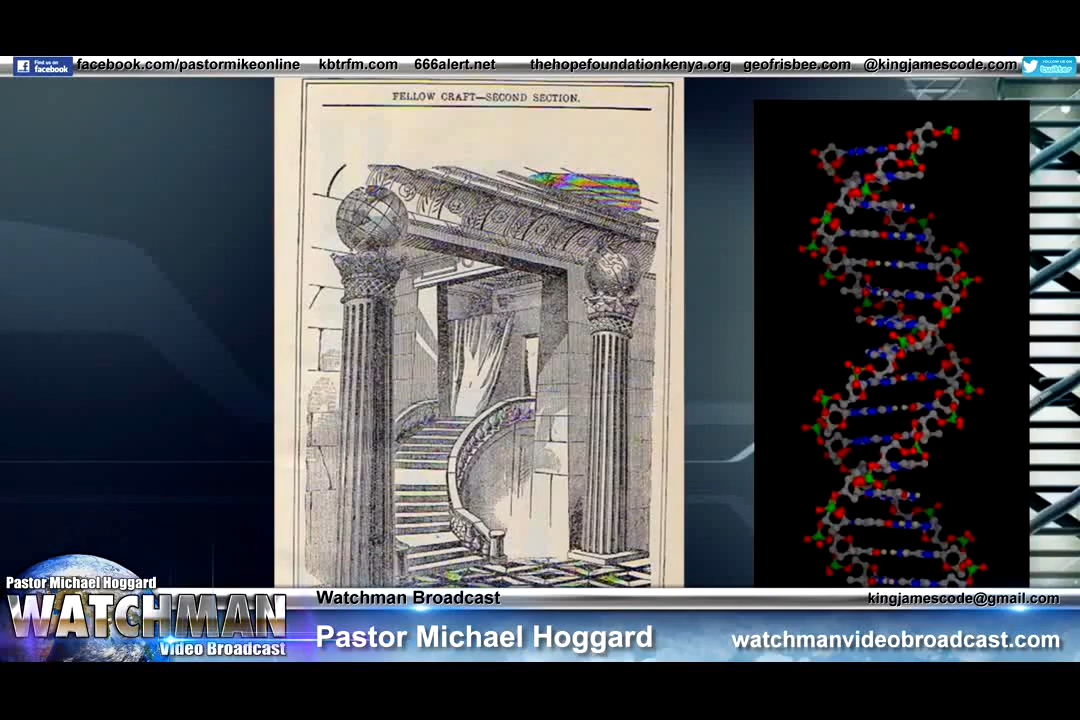 Find us on
facebook
facebook.com/pastormikeonline kbtrfm.com 666alert.net thehopefoundationkenya.org geofrisbee.com @kingjamescode.com
FOLLOW US ON
twitter
FELLOW CRAFT—SECOND SECTION.
Pastor Michael Hoggard
WATCHMAN
Video Broadcast
Watchman Broadcast
kingjamescode@gmail.com
Pastor Michael Hoggard
watchmanvideobroadcast.com